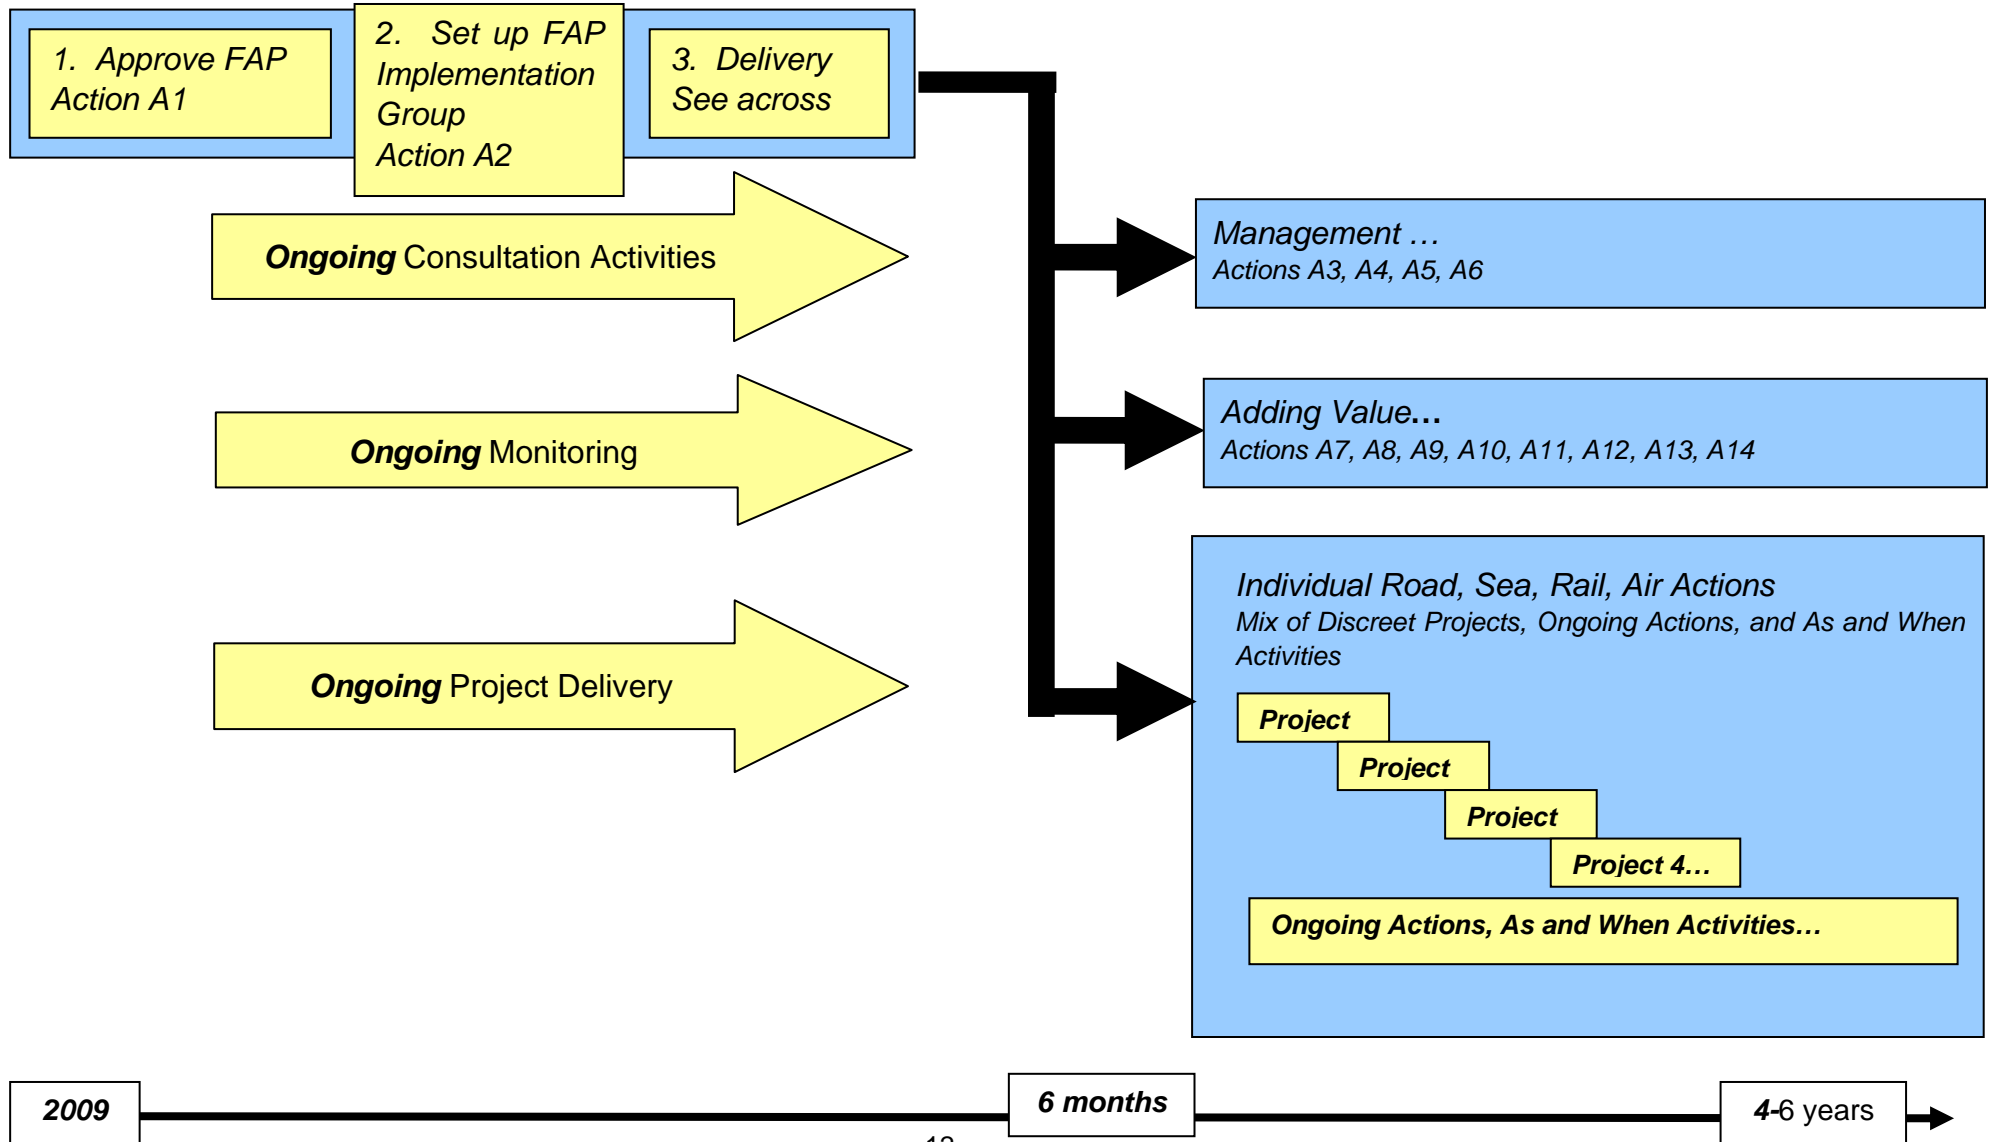 1. Approve FAP
Action A1
2. Set up FAP
Implementation
Group
Action A2
3. Delivery
See across
Ongoing Consultation Activities
Ongoing Monitoring
Ongoing Project Delivery
Management …
Actions A3, A4, A5, A6
Adding Value...
Actions A7, A8, A9, A10, A11, A12, A13, A14
Individual Road, Sea, Rail, Air Actions
Mix of Discreet Projects, Ongoing Actions, and As and When
Activities
Project
Project
Project
Project 4…
Ongoing Actions, As and When Activities…
2009
6 months
4-6 years